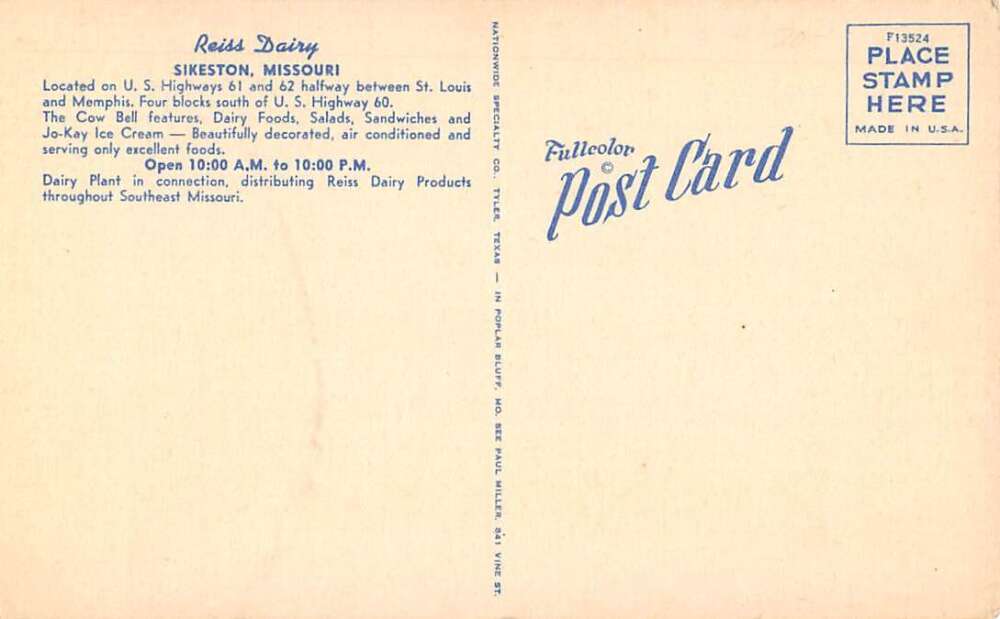 Reiss Dairy
SIKESTON, MISSOURI
Located on U. S. Highways 61 and 62 halfway between St. Louis
and Memphis. Four blocks south of U. S. Highway 60.
The Cow Bell features, Dairy Foods, Salads, Sandwiches and
Jo-Kay Ice Cream — Beautifully decorated, air conditioned and
serving only excellent foods.
Open 10:00 A.M. to 10:00 P.M.
Dairy Plant in connection, distributing Reiss Dairy Products
throughout Southeast Missouri.
NATIONWIDE SPECIALTY CO., TYLER, TEXAS — IN POPLAR BLUFF, MO. SEE PAUL MILLER, 841 VINE ST.
Fullcolor
©
Post Card
F13524
PLACE
STAMP
HERE
MADE IN U.S.A.